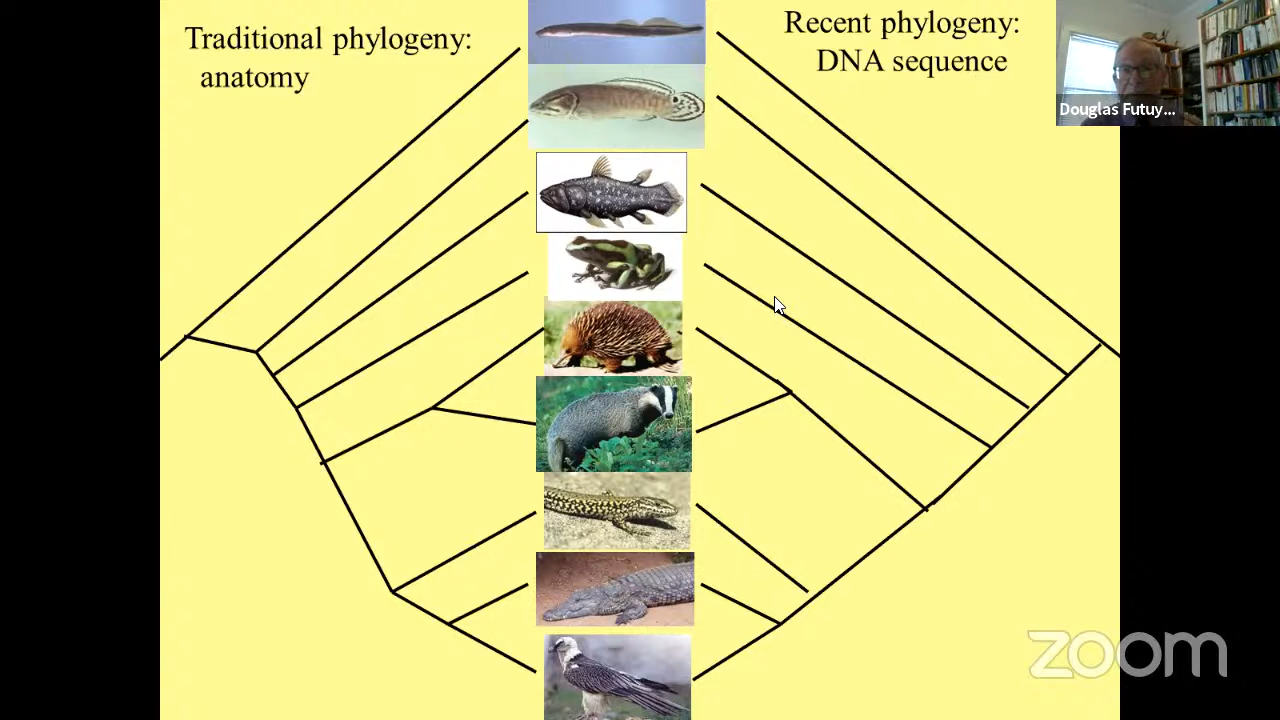 Traditional phylogeny:
anatomy
Recent phylogeny:
DNA sequence
Douglas Futuy...
zoom